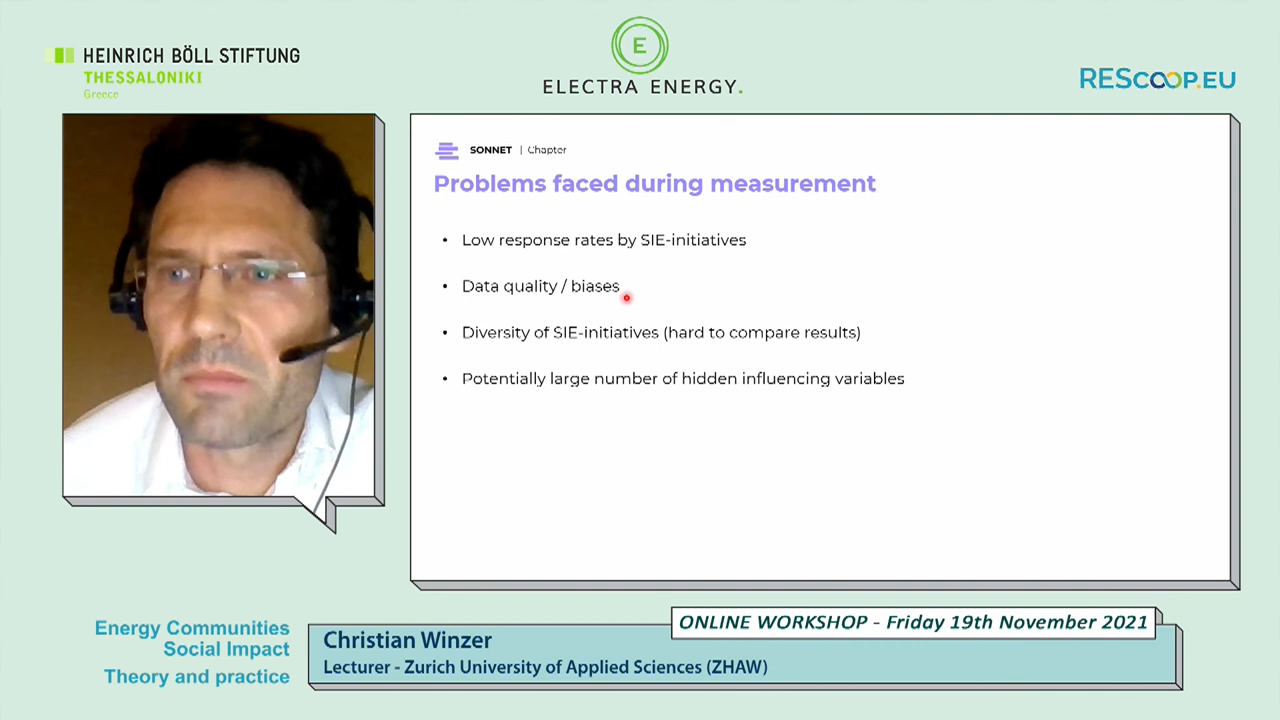 HEINRICH BÖLL STIFTUNG
THESSALONIKI
Greece
E
ELECTRA ENERGY.
REScoop.EU
SONNET | Chapter
Problems faced during measurement
• Low response rates by SIE-initiatives
• Data quality / biases
• Diversity of SIE-initiatives (hard to compare results)
• Potentially large number of hidden influencing variables
Energy Communities
Social Impact
Theory and practice
ONLINE WORKSHOP - Friday 19th November 2021
Christian Winzer
Lecturer - Zurich University of Applied Sciences (ZHAW)